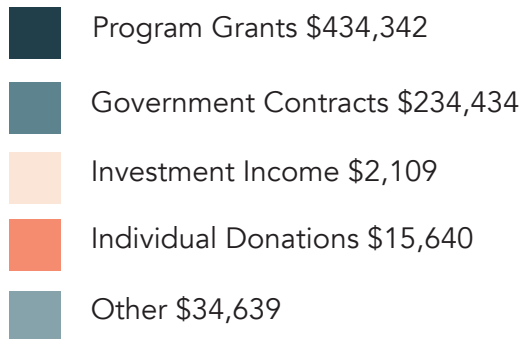 Program Grants $434,342
Government Contracts $234,434
Investment Income $2,109
Individual Donations $15,640
Other $34,639